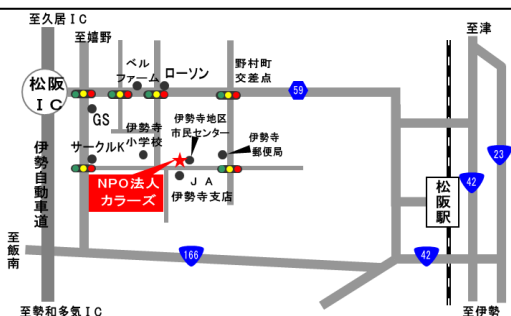 至久居IC
至嬉野
至津
ベル
ファーム
ローソン
野村町
交差点
松阪
IC
59
GS
伊勢寺
小学校
伊勢寺地区
市民センター
伊勢寺
郵便局
サークルK
23
伊勢自動車道
NPO法人
カラーズ
JA
伊勢寺支店
42
松阪駅
至飯南
166
42
至勢和多気IC
至伊勢